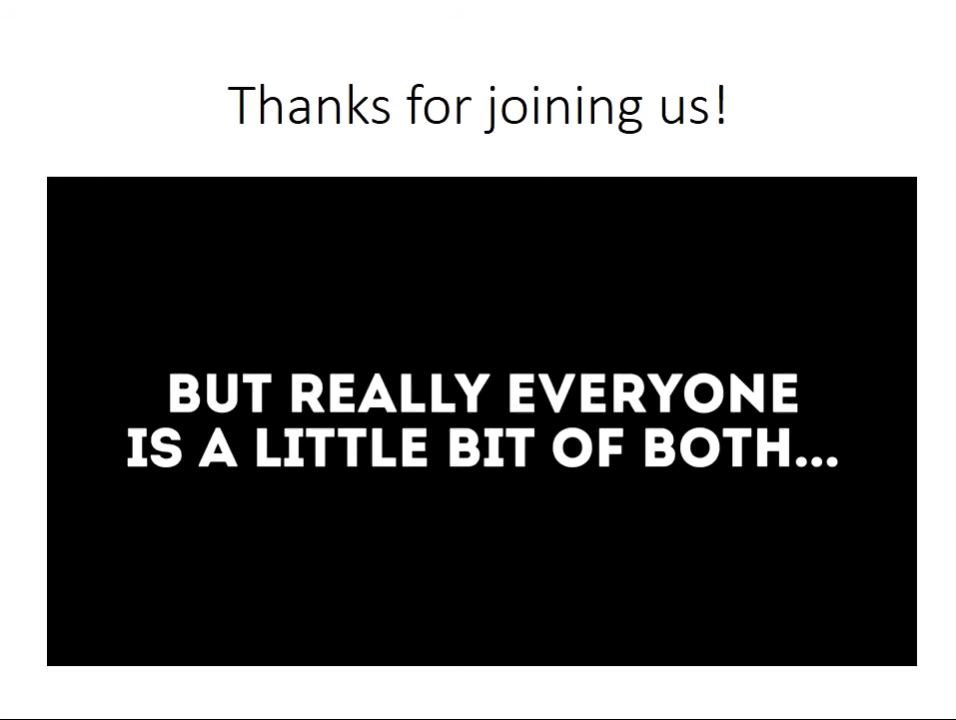 Thanks for joining us!
BUT REALLY EVERYONE
IS A LITTLE BIT OF BOTH...